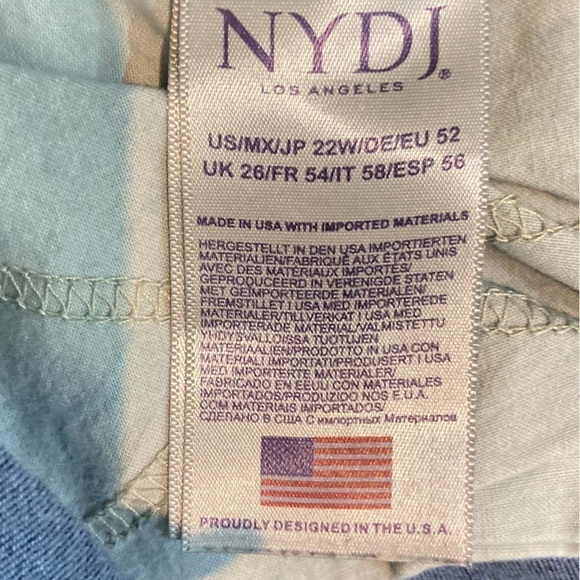 NYDJ®
LOS ANGELES
US/MX/JP 22W/DE/EU 52
UK 26/FR 54/IT 58/ESP 56
MADE IN USA WITH IMPORTED MATERIALS
HERGESTELLT IN DEN USA IMPORTIERTEN
MATERIALIEN/FABRIQUÉ AUX ÉTATS UNIS
AVEC DES MATÉRIAUX IMPORTÉS/
GEPRODUCEERD IN VERENIGDE STATEN
MET GEÏMPORTEERDE MATERIALEN/
FREMSTILLET I USA MED IMPORTEREDE
MATERIALER/TILLVERKAT I USA MED
IMPORTERADE MATERIAL/VALMISTETTU
YHDYSVALLOISSA TUOTUJEN
MATERIAALIEN/PRODOTTO IN USA CON
MATERIALI IMPORTATI/PRODUSERT I USA
MED IMPORTERTE MATERIALER/
FABRICADO EN EEUU CON MATERIALES
IMPORTADOS/PRODUZIDO NOS E.U.A.
COM MATERIAIS IMPORTADOS/
СДЕЛАНО В США С импортных Материалов
PROUDLY DESIGNED IN THE U.S.A.